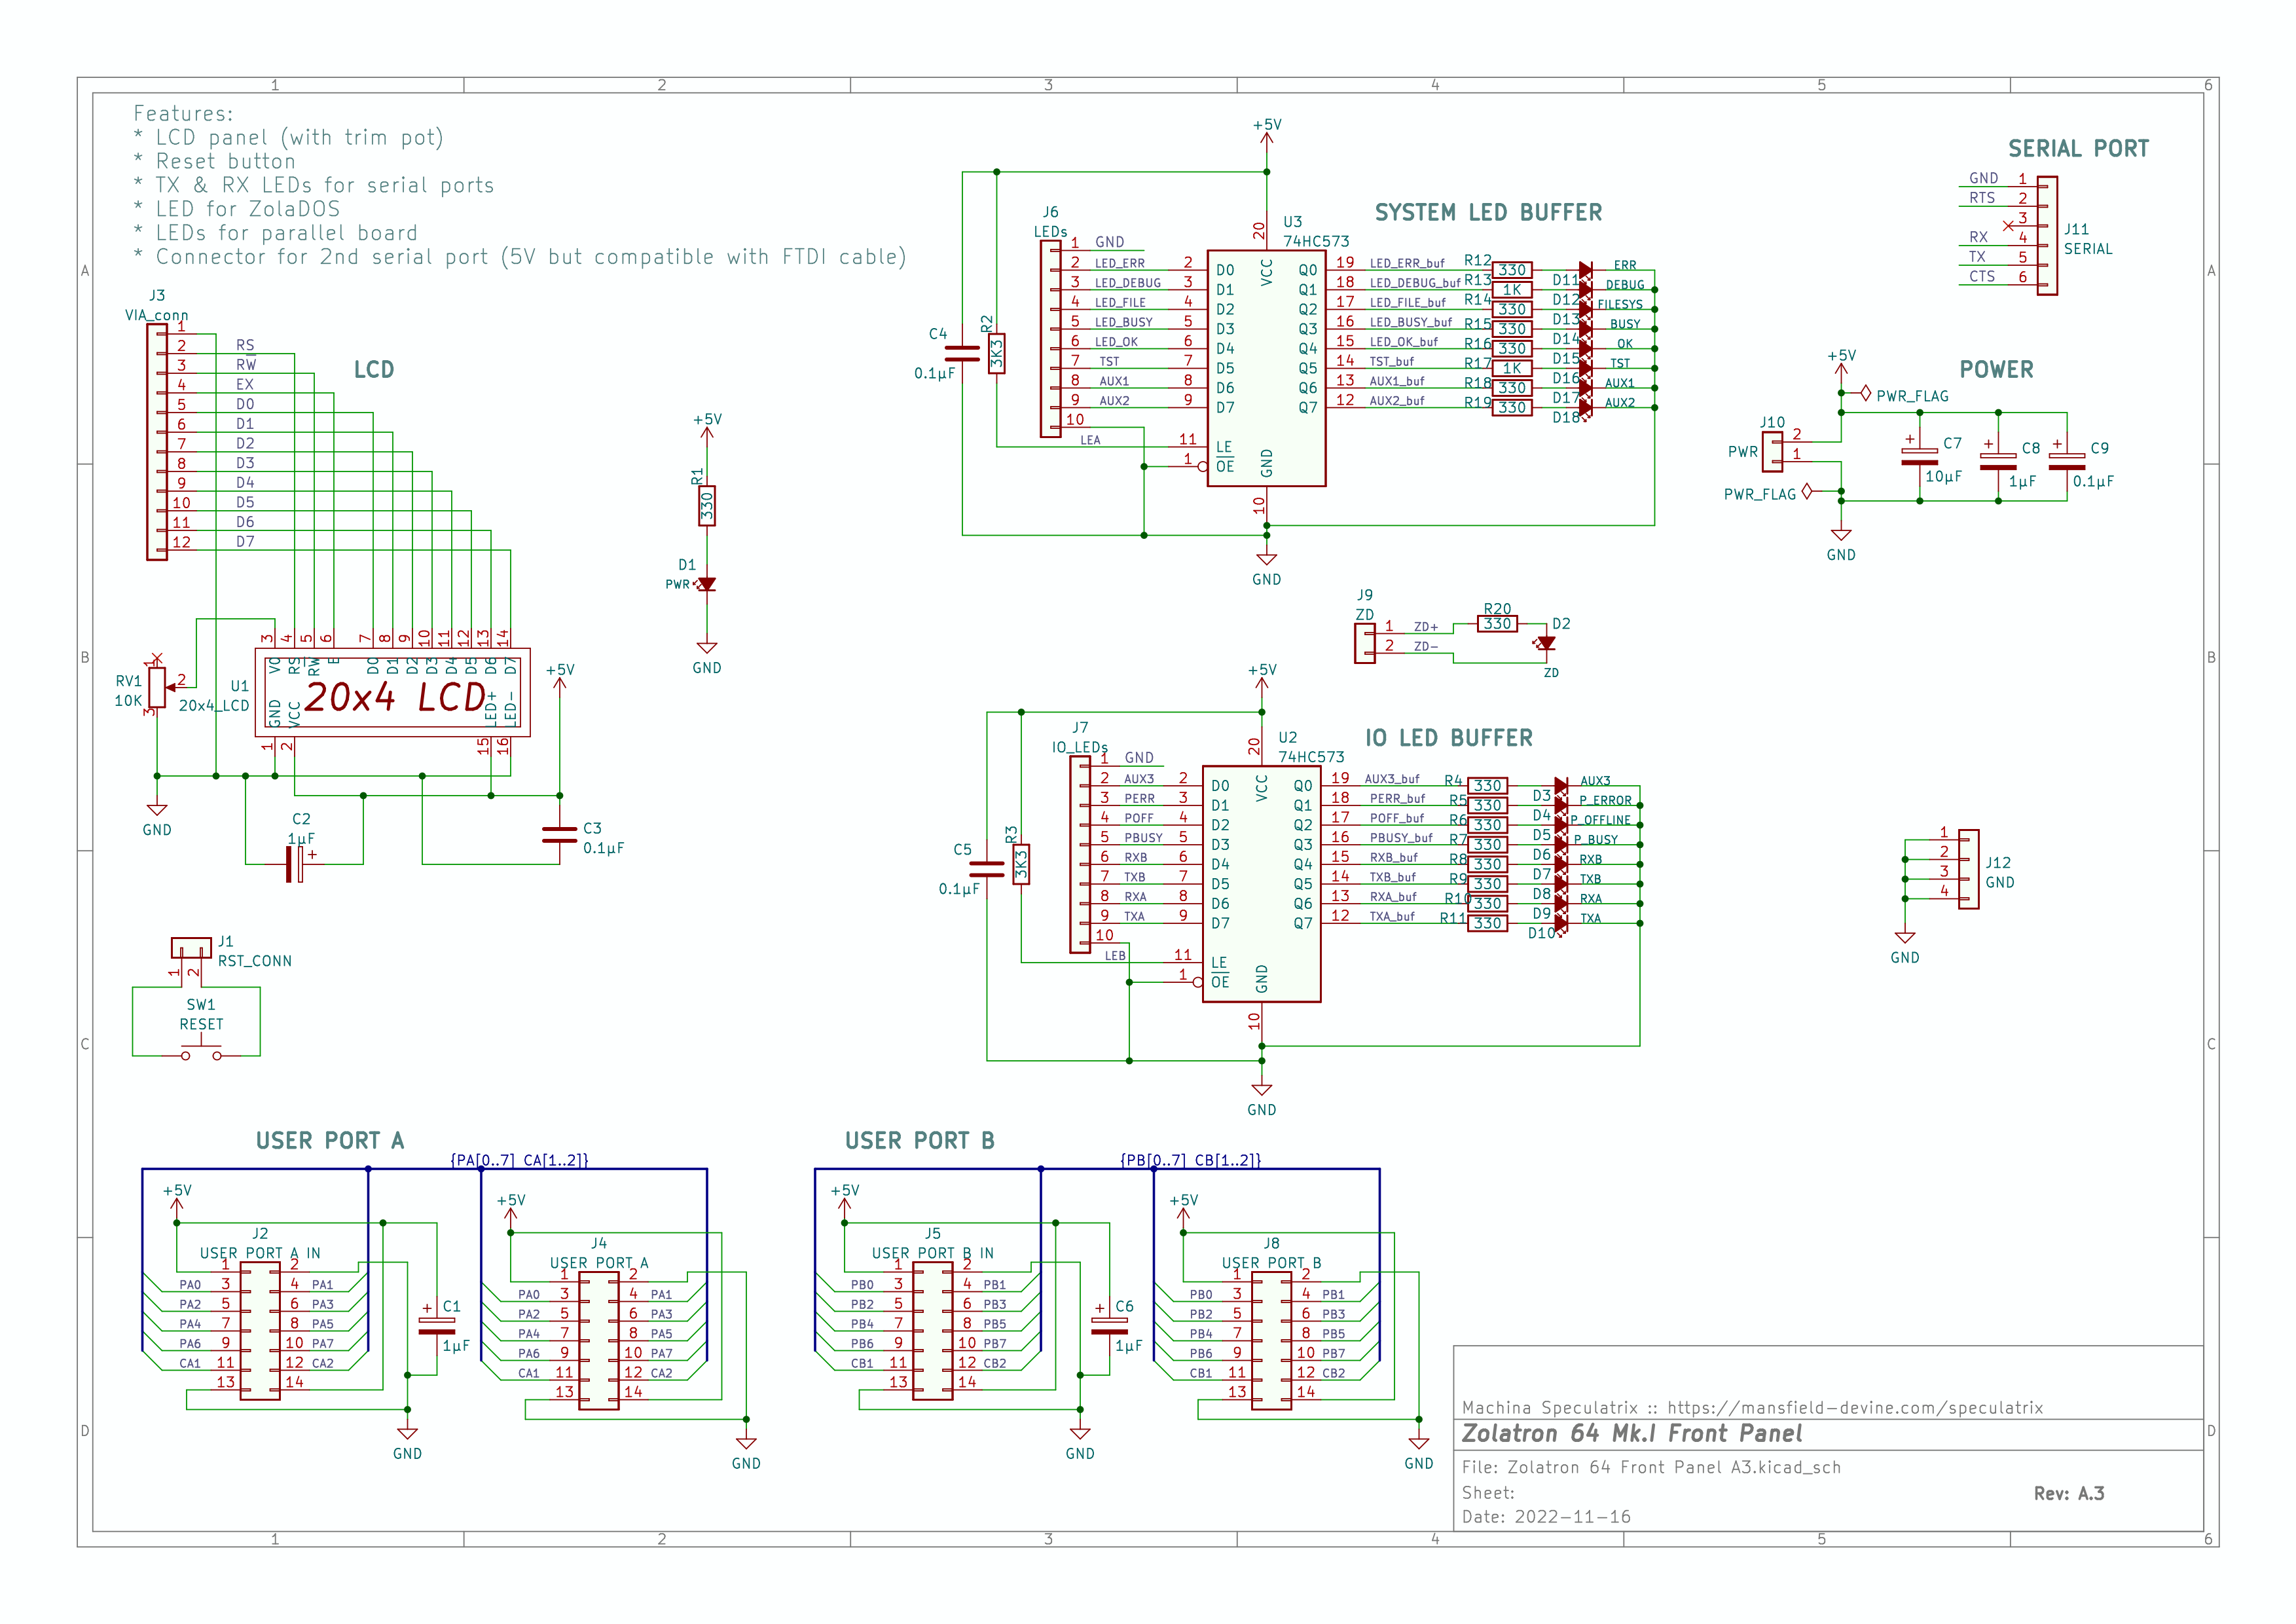 1 2 3 4 5 6
Features:
* LCD panel (with trim pot)
* Reset button
* TX & RX LEDs for serial ports
* LED for ZolaDOS
* LEDs for parallel board
* Connector for 2nd serial port (5V but compatible with FTDI cable)
A
B
C
D
J3
VIA_conn
1
2 RS
3 RW
4 EX
5 D0
6 D1
7 D2
8 D3
9 D4
10 D5
11 D6
12 D7
LCD
3 4 5 6 7 8 9 10 11 12 13 14
V0 RS RW E D0 D1 D2 D3 D4 D5 D6 D7
20x4 LCD
GND VCC LED+ LED-
1 2 15 16
U1
20x4_LCD
RV1
10K
1
2
3
GND
+5V
C2
1µF
+
C3
0.1µF
+5V
R1
330
D1
PWR
GND
J1
RST_CONN
1 2
SW1
RESET
+5V
SYSTEM LED BUFFER
C4
0.1µF
R2
3K3
J6
LEDs
1 GND
2 LED_ERR 2 D0
3 LED_DEBUG 3 D1
4 LED_FILE 4 D2
5 LED_BUSY 5 D3
6 LED_OK 6 D4
7 TST 7 D5
8 AUX1 8 D6
9 AUX2 9 D7
10
LEA 11 LE
1 OE
U3
74HC573
20 VCC
10 GND
Q0 19 LED_ERR_buf R12 330 D11 ERR
Q1 18 LED_DEBUG_buf R13 1K D12 DEBUG
Q2 17 LED_FILE_buf R14 330 D13 FILESYS
Q3 16 LED_BUSY_buf R15 330 D14 BUSY
Q4 15 LED_OK_buf R16 330 D15 OK
Q5 14 TST_buf R17 1K D16 TST
Q6 13 AUX1_buf R18 330 D17 AUX1
Q7 12 AUX2_buf R19 330 D18 AUX2
GND
SERIAL PORT
GND 1
RTS 2
3
RX 4
TX 5
CTS 6
J11
SERIAL
POWER
+5V
PWR_FLAG
J10
PWR
2
1
PWR_FLAG
+ C7
10µF
+ C8
1µF
+ C9
0.1µF
GND
J9
ZD
1 ZD+
2 ZD-
R20
330
D2
ZD
+5V
IO LED BUFFER
C5
0.1µF
R3
3K3
J7
IO_LEDs
1 GND
2 AUX3 2 D0
3 PERR 3 D1
4 POFF 4 D2
5 PBUSY 5 D3
6 RXB 6 D4
7 TXB 7 D5
8 RXA 8 D6
9 TXA 9 D7
10
LEB 11 LE
1 OE
U2
74HC573
20 VCC
10 GND
Q0 19 AUX3_buf R4 330 D3 AUX3
Q1 18 PERR_buf R5 330 D4 P_ERROR
Q2 17 POFF_buf R6 330 D5 P_OFFLINE
Q3 16 PBUSY_buf R7 330 D6 P_BUSY
Q4 15 RXB_buf R8 330 D7 RXB
Q5 14 TXB_buf R9 330 D8 TXB
Q6 13 RXA_buf R10 330 D9 RXA
Q7 12 TXA_buf R11 330 D10 TXA
GND
1
2
3
4
J12
GND
GND
USER PORT A
{PA[0..7] CA[1..2]}
+5V
J2
USER PORT A IN
1 2
PA0 3 4 PA1
PA2 5 6 PA3
PA4 7 8 PA5
PA6 9 10 PA7
CA1 11 12 CA2
13 14
+ C1
1µF
GND
+5V
J4
USER PORT A
1 2
PA0 3 4 PA1
PA2 5 6 PA3
PA4 7 8 PA5
PA6 9 10 PA7
CA1 11 12 CA2
13 14
GND
USER PORT B
{PB[0..7] CB[1..2]}
+5V
J5
USER PORT B IN
1 2
PB0 3 4 PB1
PB2 5 6 PB3
PB4 7 8 PB5
PB6 9 10 PB7
CB1 11 12 CB2
13 14
+ C6
1µF
GND
+5V
J8
USER PORT B
1 2
PB0 3 4 PB1
PB2 5 6 PB3
PB4 7 8 PB5
PB6 9 10 PB7
CB1 11 12 CB2
13 14
GND
Machina Speculatrix :: https://mansfield-devine.com/speculatrix
Zolatron 64 Mk.I Front Panel
File: Zolatron 64 Front Panel A3.kicad_sch
Sheet:
Date: 2022-11-16
Rev: A.3
A
B
C
D
1 2 3 4 5 6